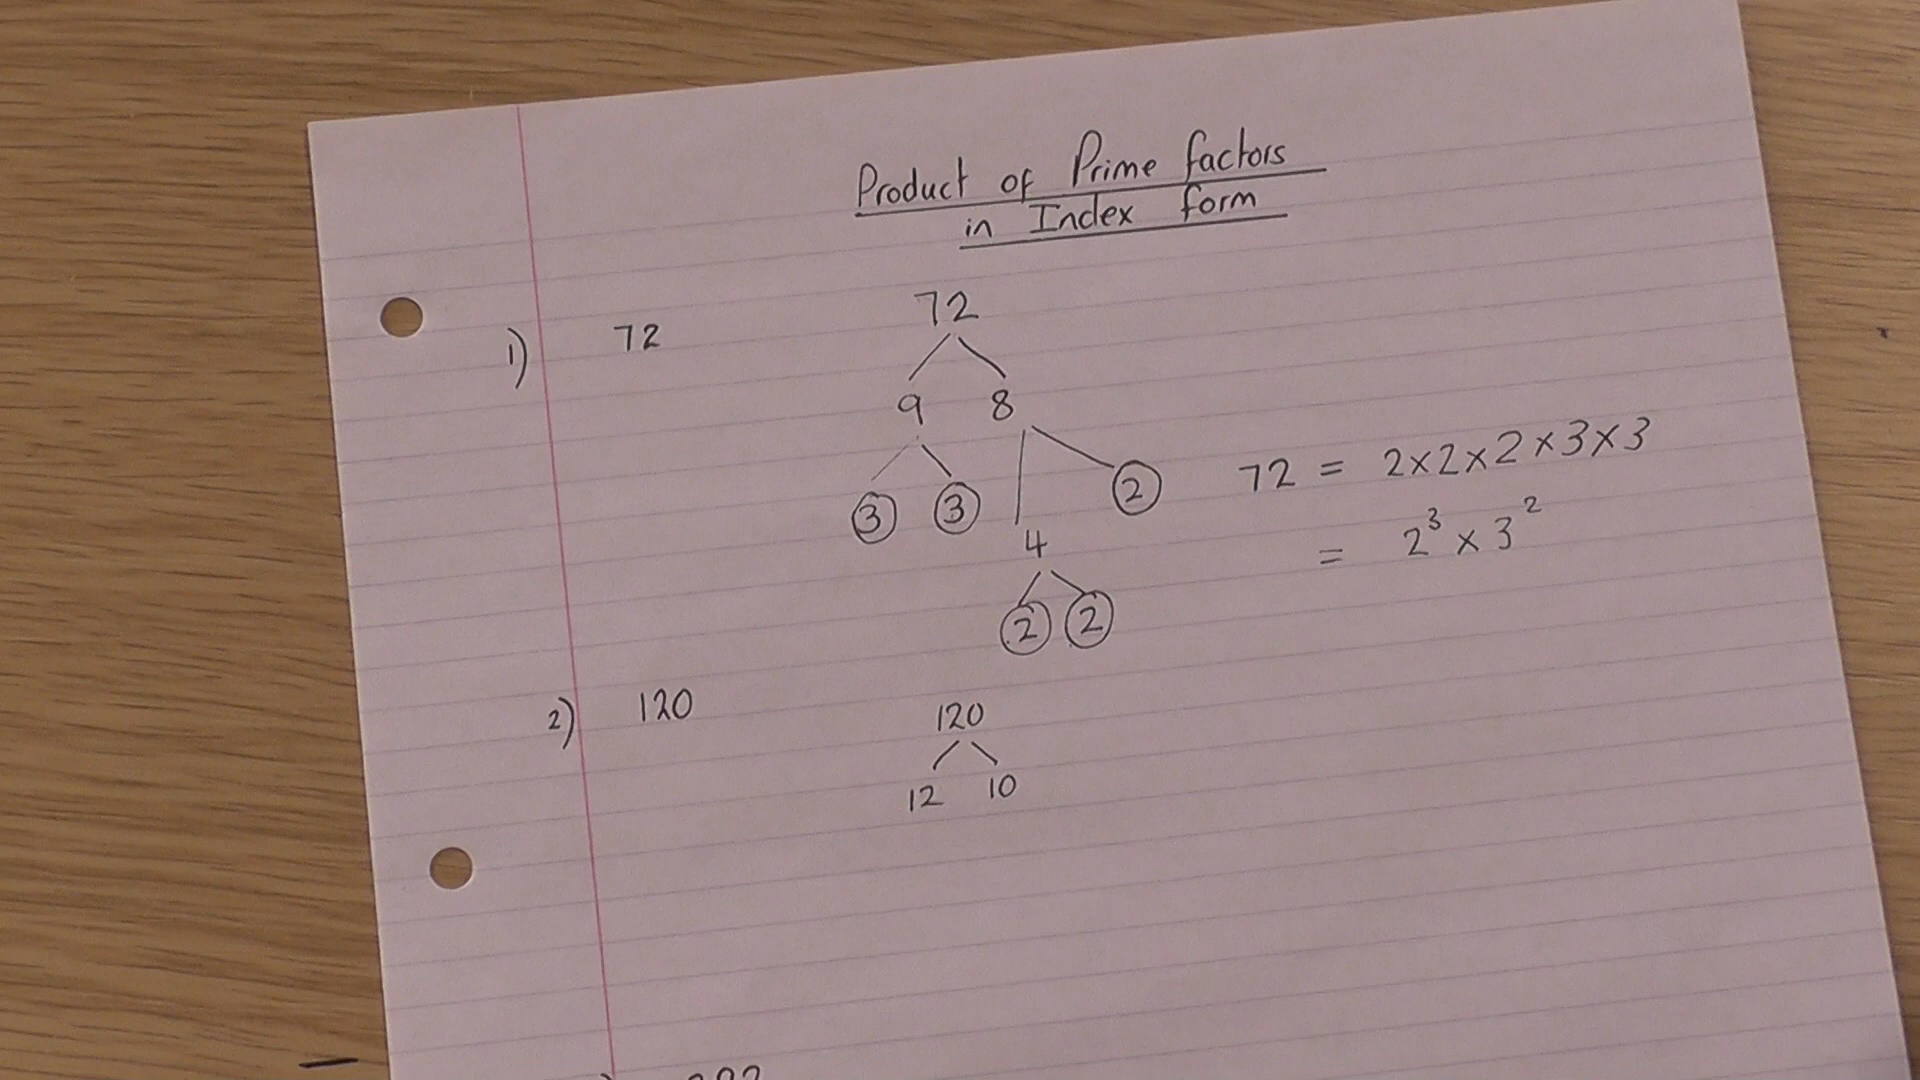 Product of Prime factors
in Index form
1) 72
72
9 8
3 3 2
72 = 2×2×2×3×3
4
= 2³ × 3²
2 2
2) 120
120
12 10